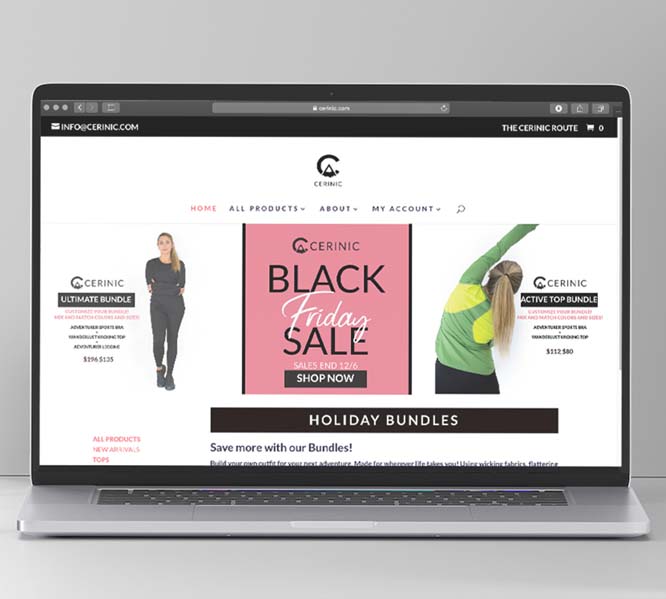 cerinic.com
INFO@CERINIC.COM
THE CERINIC ROUTE 0
CERINIC
HOME ALL PRODUCTS ABOUT MY ACCOUNT
CERINIC
ULTIMATE BUNDLE
CUSTOMIZE YOUR BUNDLE!
MIX AND MATCH COLORS AND SIZES!
ADVENTURER SPORTS BRA
+
WANDERLUST WICKING TOP
+
ADVENTURER LEGGING
$196 $135
CERINIC
BLACK
Friday
SALE
SALES END 12/6
SHOP NOW
CERINIC
ACTIVE TOP BUNDLE
CUSTOMIZE YOUR BUNDLE!
MIX AND MATCH COLORS AND SIZES!
ADVENTURER SPORTS BRA
+
WANDERLUST WICKING TOP
$112 $80
HOLIDAY BUNDLES
ALL PRODUCTS
NEW ARRIVALS
TOPS
Save more with our Bundles!
Build your own outfit for your next adventure. Made for wherever life takes you! Using wicking fabrics, flattering